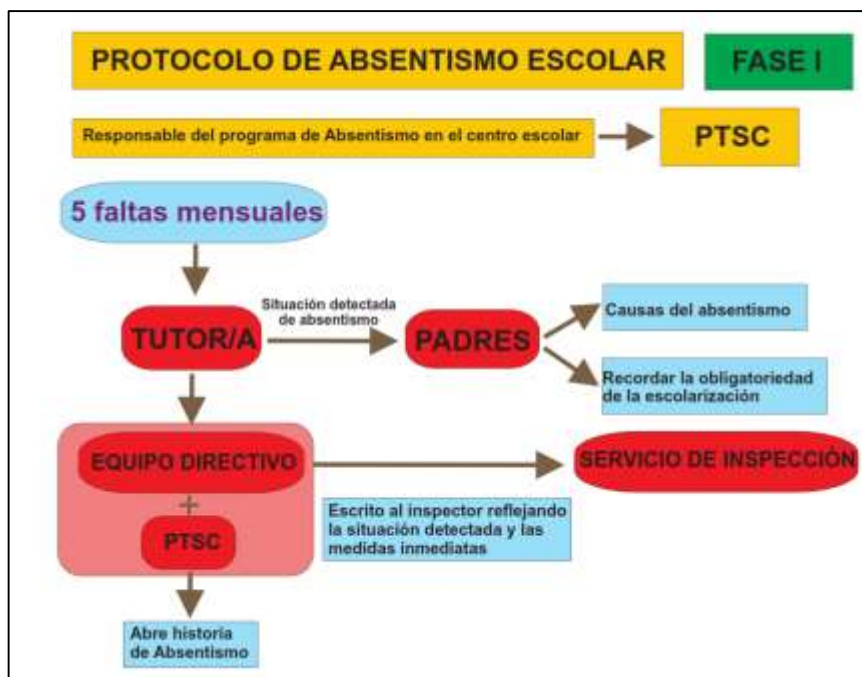 PROTOCOLO DE ABSENTISMO ESCOLAR
FASE I
Responsable del programa de Absentismo en el centro escolar
PTSC
5 faltas mensuales
Situación detectada
de absentismo
TUTOR/A
PADRES
Causas del absentismo
Recordar la obligatoriedad
de la escolarización
EQUIPO DIRECTIVO
+
PTSC
SERVICIO DE INSPECCIÓN
Escrito al inspector reflejando
la situación detectada y las
medidas inmediatas
Abre historia
de Absentismo